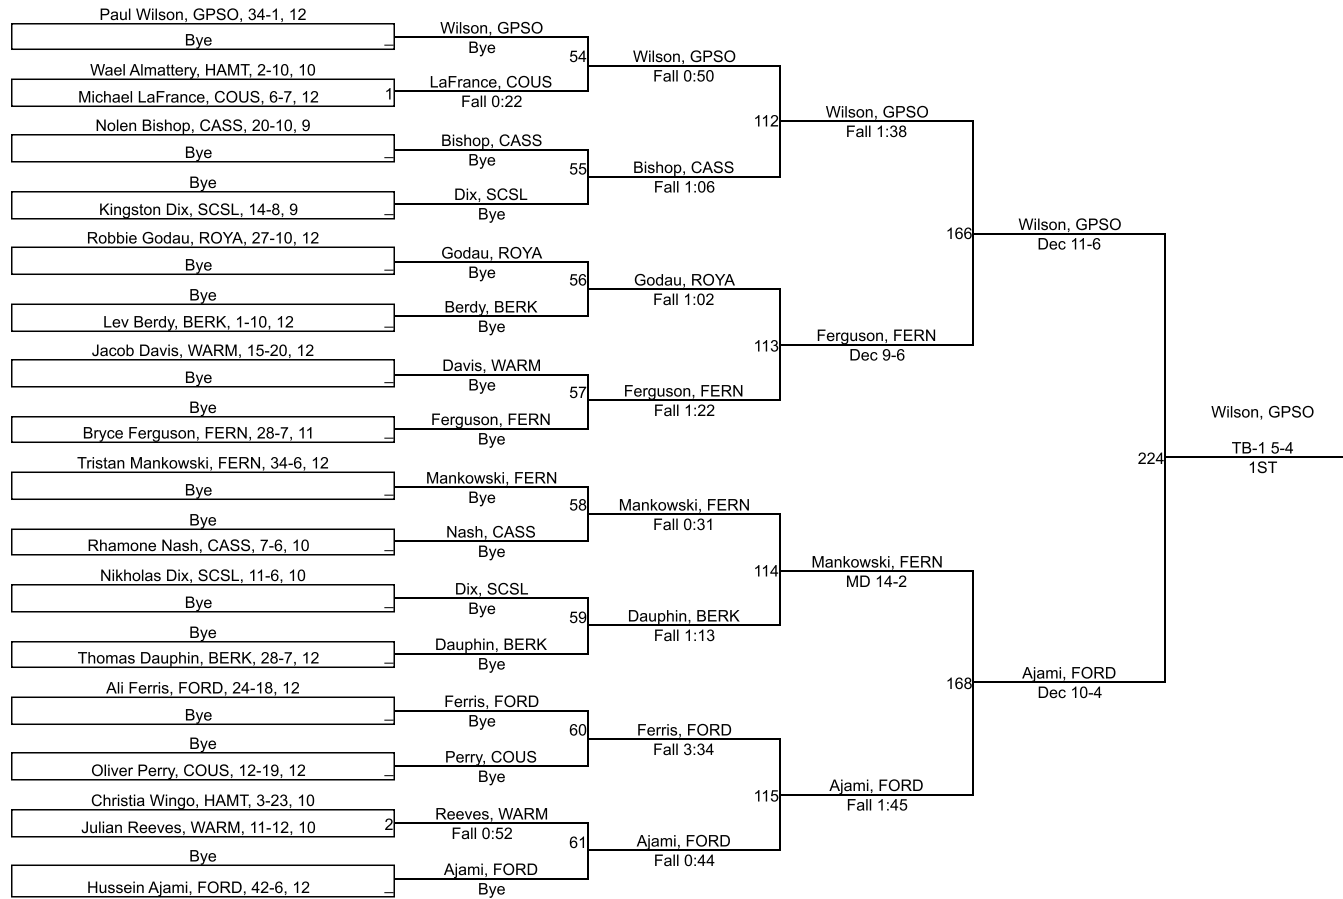 Paul Wilson, GPSO, 34-1, 12
Bye
_
Wael Almattery, HAMT, 2-10, 10
Michael LaFrance, COUS, 6-7, 12
1
Nolen Bishop, CASS, 20-10, 9
Bye
_
Bye
Kingston Dix, SCSL, 14-8, 9
_
Robbie Godau, ROYA, 27-10, 12
Bye
_
Bye
Lev Berdy, BERK, 1-10, 12
_
Jacob Davis, WARM, 15-20, 12
Bye
_
Bye
Bryce Ferguson, FERN, 28-7, 11
_
Tristan Mankowski, FERN, 34-6, 12
Bye
_
Bye
Rhamone Nash, CASS, 7-6, 10
_
Nikholas Dix, SCSL, 11-6, 10
Bye
_
Bye
Thomas Dauphin, BERK, 28-7, 12
_
Ali Ferris, FORD, 24-18, 12
Bye
_
Bye
Oliver Perry, COUS, 12-19, 12
_
Christia Wingo, HAMT, 3-23, 10
Julian Reeves, WARM, 11-12, 10
2
Bye
Hussein Ajami, FORD, 42-6, 12
_
Wilson, GPSO
Bye
54
LaFrance, COUS
Fall 0:22
Bishop, CASS
Bye
55
Dix, SCSL
Bye
Godau, ROYA
Bye
56
Berdy, BERK
Bye
Davis, WARM
Bye
57
Ferguson, FERN
Bye
Mankowski, FERN
Bye
58
Nash, CASS
Bye
Dix, SCSL
Bye
59
Dauphin, BERK
Bye
Ferris, FORD
Bye
60
Perry, COUS
Bye
Reeves, WARM
Fall 0:52
61
Ajami, FORD
Bye
Wilson, GPSO
Fall 0:50
112
Bishop, CASS
Fall 1:06
Godau, ROYA
Fall 1:02
113
Ferguson, FERN
Fall 1:22
Mankowski, FERN
Fall 0:31
114
Dauphin, BERK
Fall 1:13
Ferris, FORD
Fall 3:34
115
Ajami, FORD
Fall 0:44
Wilson, GPSO
Fall 1:38
166
Ferguson, FERN
Dec 9-6
Mankowski, FERN
MD 14-2
168
Ajami, FORD
Fall 1:45
Wilson, GPSO
Dec 11-6
224
Ajami, FORD
Dec 10-4
Wilson, GPSO
TB-1 5-4
1ST